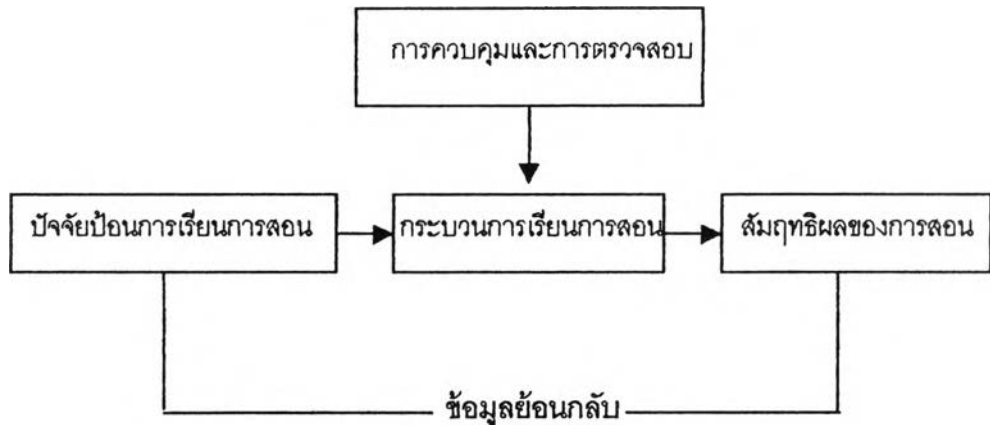 การควบคุมและการตรวจสอบ
ปัจจัยป้อนการเรียนการสอน
กระบวนการเรียนการสอน
สัมฤทธิผลของการสอน
ข้อมูลย้อนกลับ